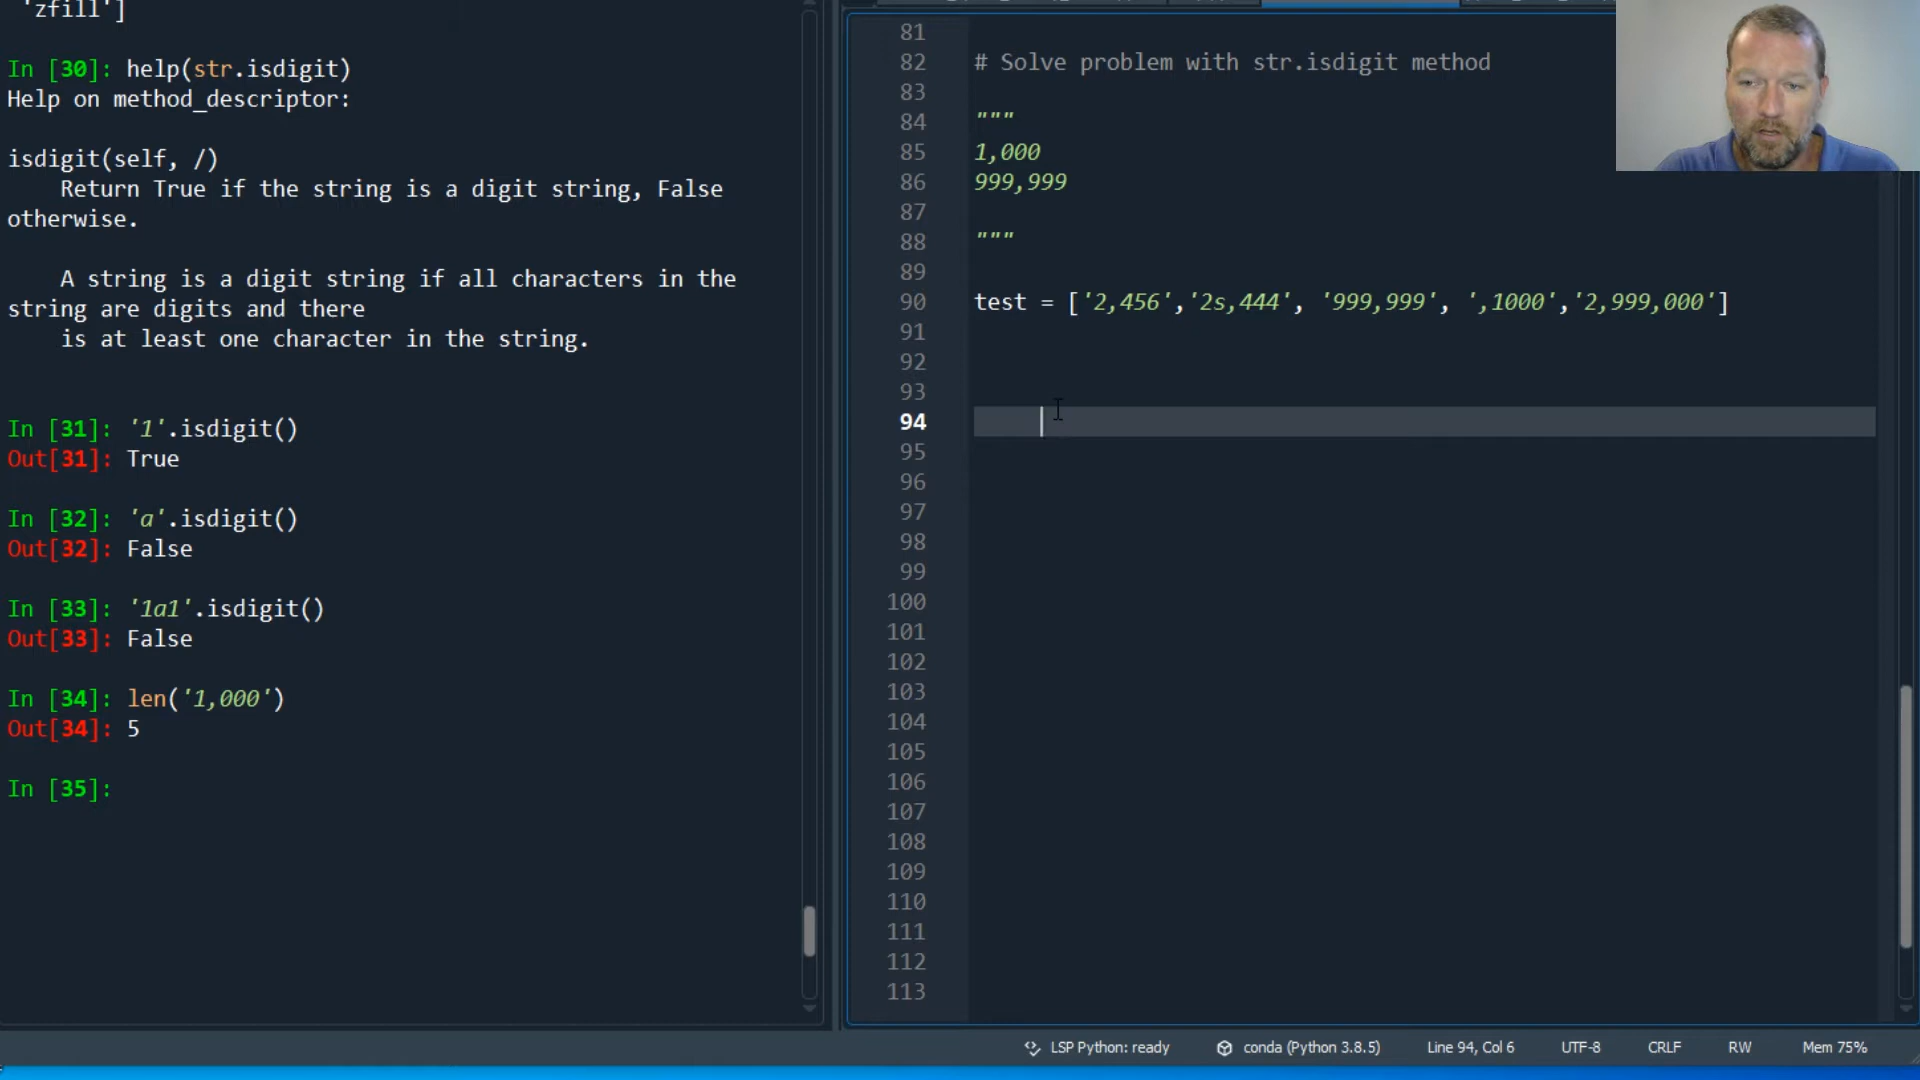 'zfill']
In [30]: help(str.isdigit)
Help on method_descriptor:
isdigit(self, /)
    Return True if the string is a digit string, False
otherwise.
    A string is a digit string if all characters in the
string are digits and there
    is at least one character in the string.
In [31]: '1'.isdigit()
Out[31]: True
In [32]: 'a'.isdigit()
Out[32]: False
In [33]: '1a1'.isdigit()
Out[33]: False
In [34]: len('1,000')
Out[34]: 5
In [35]:
81
82 # Solve problem with str.isdigit method
83
84 """
85 1,000
86 999,999
87
88 """
89
90 test = ['2,456','2s,444', '999,999', ',1000','2,999,000']
91
92
93
94
95
96
97
98
99
100
101
102
103
104
105
106
107
108
109
110
111
112
113
LSP Python: ready conda (Python 3.8.5) Line 94, Col 6 UTF-8 CRLF RW Mem 75%